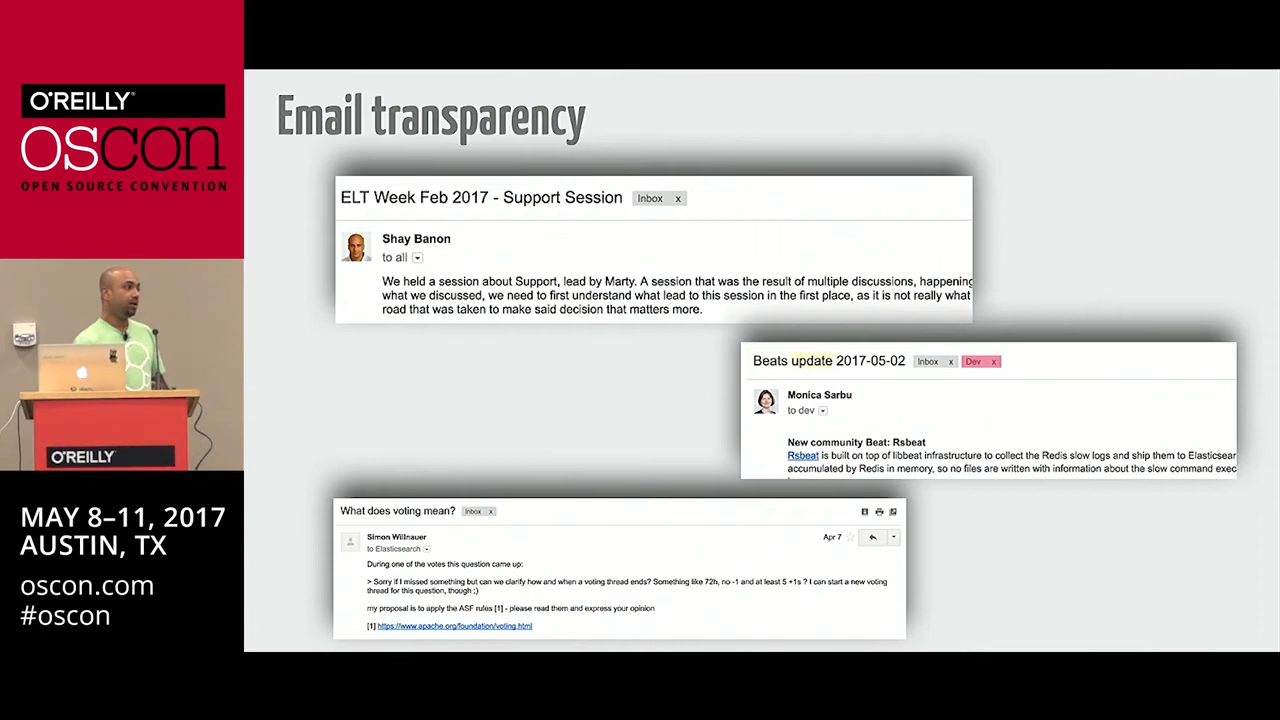 O'REILLY®
OSCON
OPEN SOURCE CONVENTION
O'REILLY
MAY 8–11, 2017
AUSTIN, TX
oscon.com
#oscon
Email transparency
ELT Week Feb 2017 - Support Session Inbox x
Shay Banon
to all
We held a session about Support, lead by Marty. A session that was the result of multiple discussions, happening
what we discussed, we need to first understand what lead to this session in the first place, as it is not really what
road that was taken to make said decision that matters more.
Beats update 2017-05-02 Inbox x Dev x
Monica Sarbu
to dev
New community Beat: Rsbeat
Rsbeat is built on top of libbeat infrastructure to collect the Redis slow logs and ship them to Elasticsear
accumulated by Redis in memory, so no files are written with information about the slow command exec
What does voting mean? Inbox x
Simon Willnauer
Apr 7
to Elasticsearch
During one of the votes this question came up:
> Sorry if I missed something but can we clarify how and when a voting thread ends? Something like 72h, no -1 and at least 5 +1s ? I can start a new voting
thread for this question, though ;)
my proposal is to apply the ASF rules [1] - please read them and express your opinion
[1] https://www.apache.org/foundation/voting.html